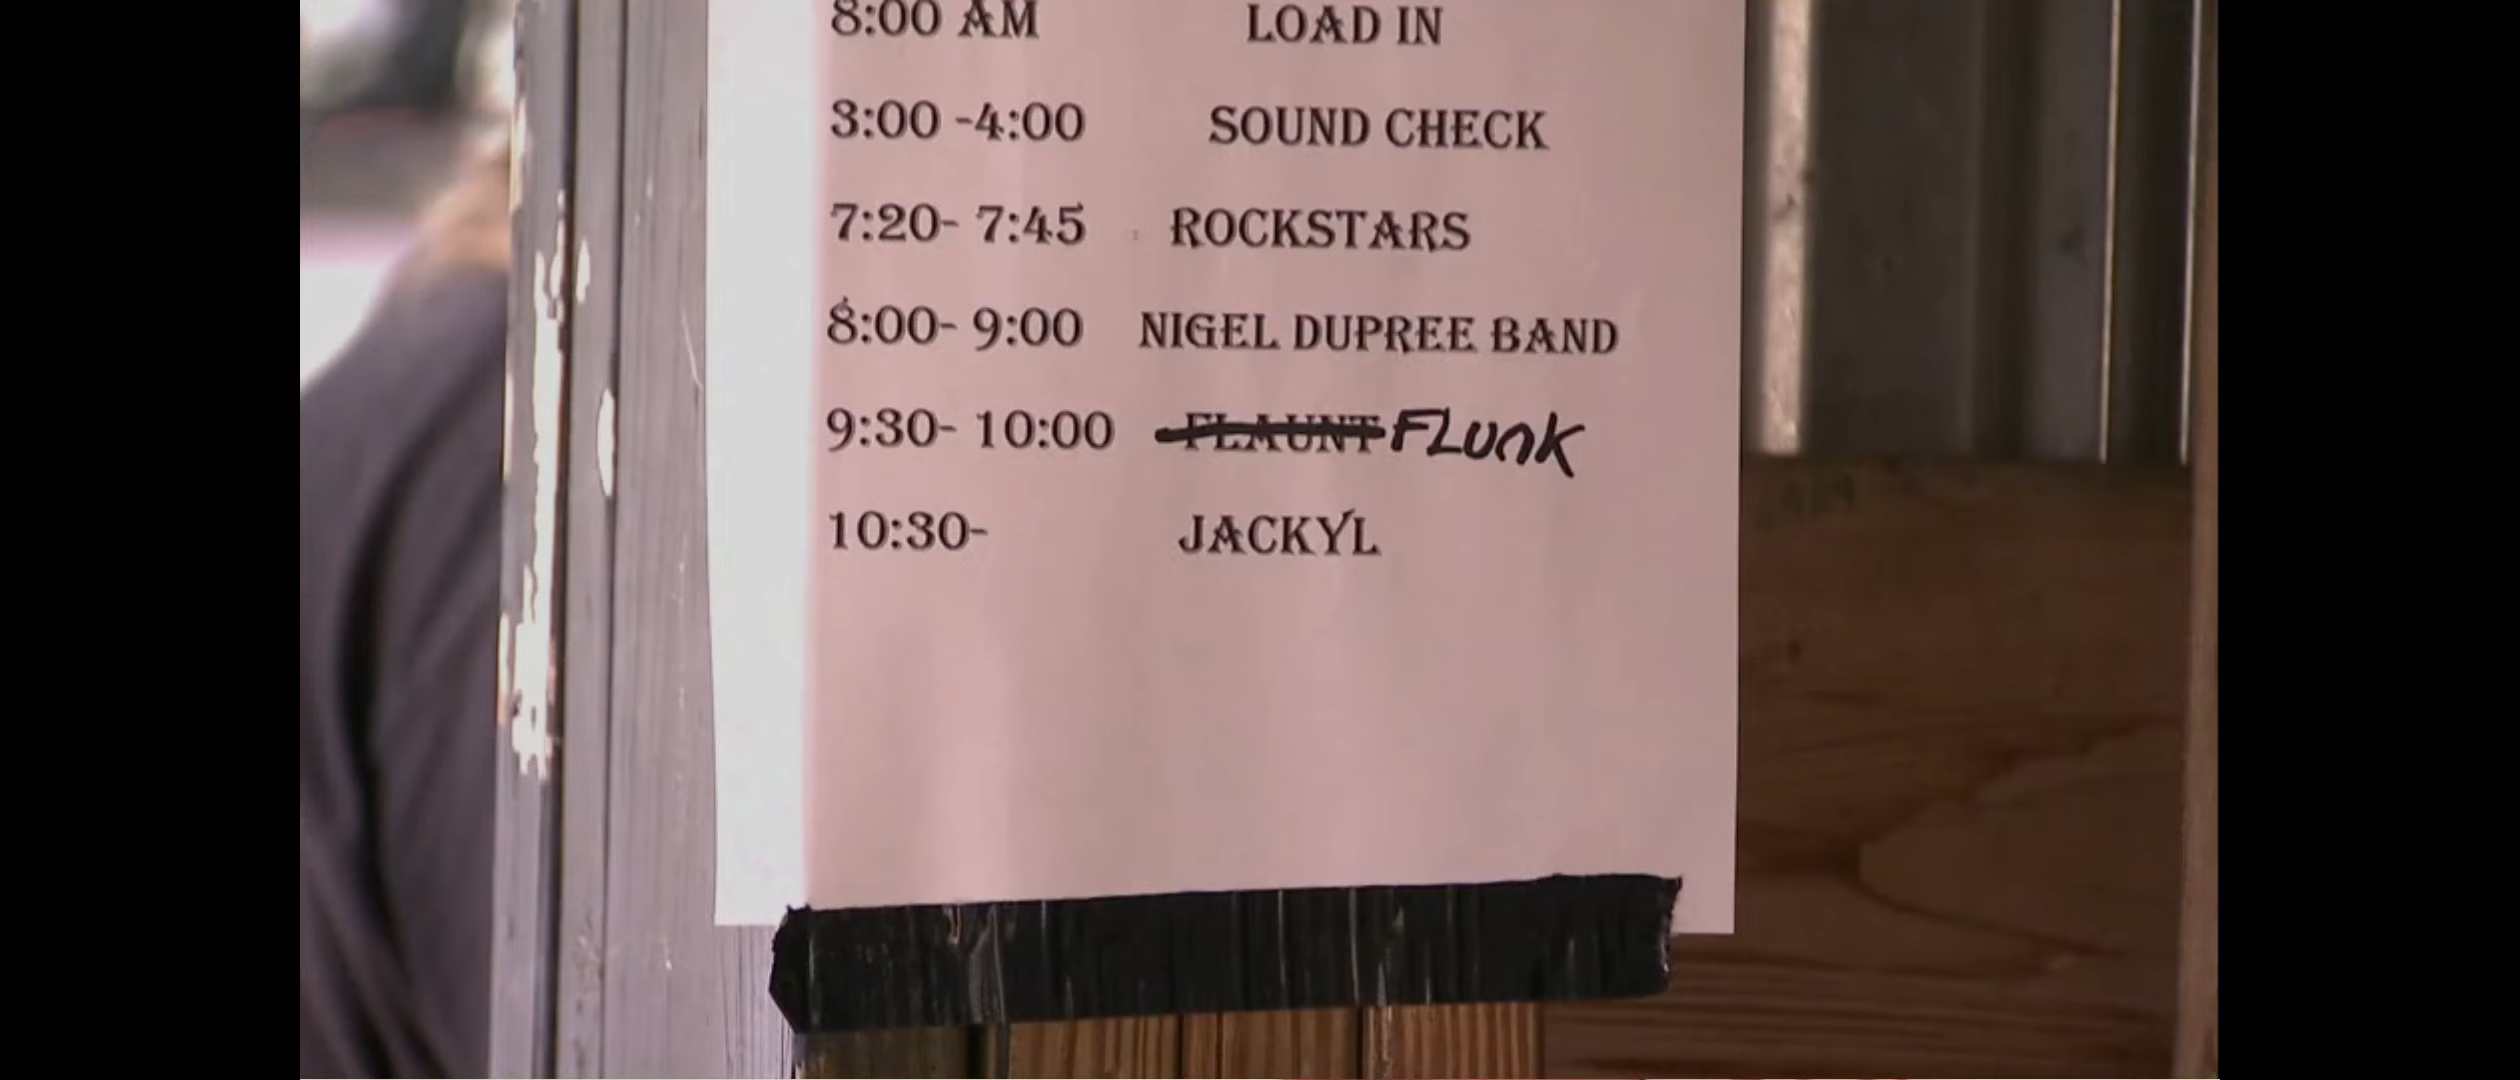 8:00 AM LOAD IN
3:00 -4:00 SOUND CHECK
7:20- 7:45 ROCKSTARS
8:00- 9:00 NIGEL DUPREE BAND
9:30- 10:00 FLAUNT FLUNK
10:30- JACKYL